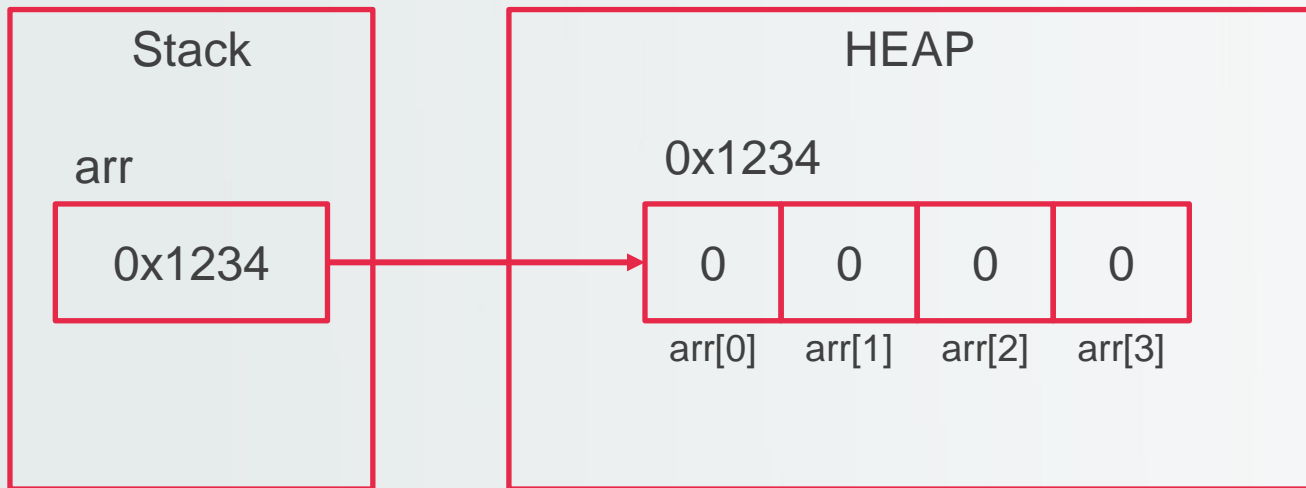 Stack
HEAP
arr
0x1234
0x1234
0 0 0 0
arr[0] arr[1] arr[2] arr[3]